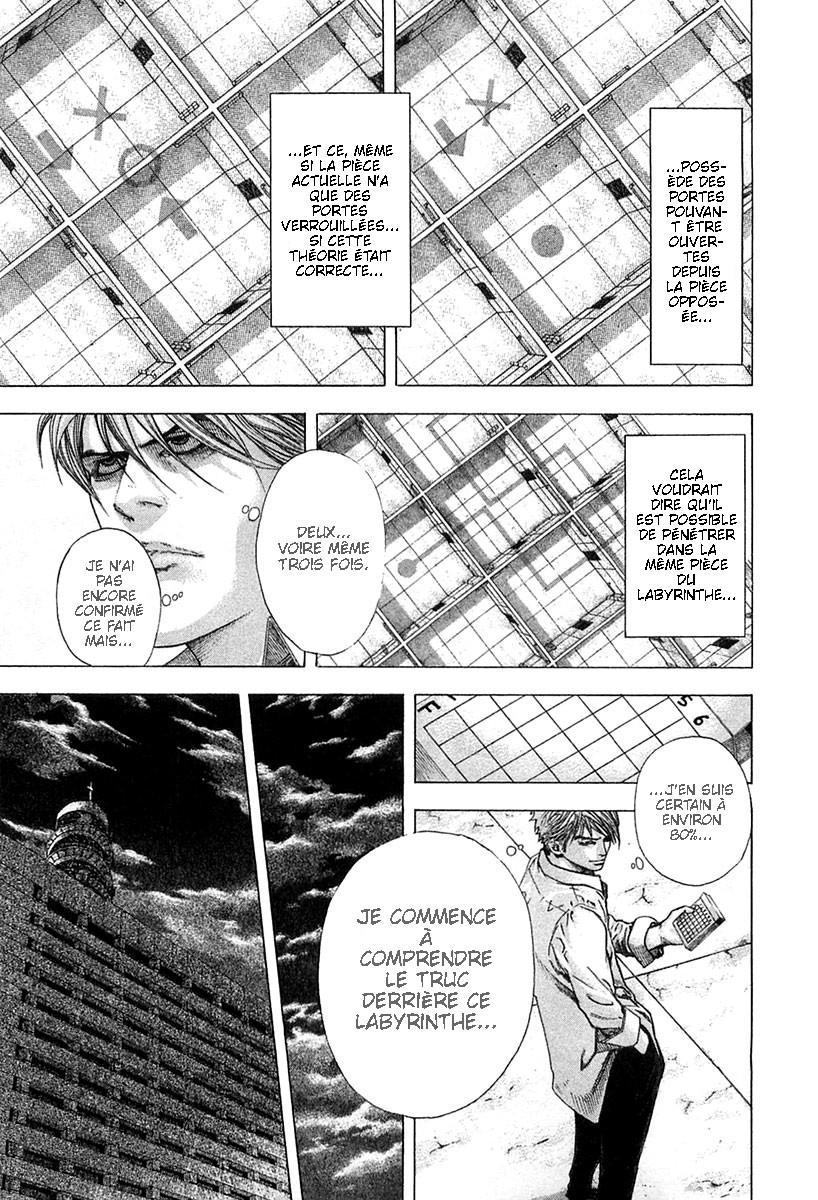 ...POSS-
ÈDE DES
PORTES
POUVAN-
T ÊTRE
OUVER-
TES
DEPUIS
LA PIÈCE
OPPOS-
ÉE...
...ET CE, MÊME
SI LA PIÈCE
ACTUELLE N'A
QUE DES
PORTES
VERROUILLÉES...
SI CETTE
THÉORIE ÉTAIT
CORRECTE...
CELA
VOUDRAIT
DIRE QU'IL
EST POSSIBLE
DE PÉNÉTRER
DANS LA
MÊME PIÈCE
DU
LABYRINTHE...
DEUX...
VOIRE MÊME
TROIS FOIS.
JE N'AI
PAS
ENCORE
CONFIRMÉ
CE FAIT
MAIS...
F
5 6
...J'EN SUIS
CERTAIN À
ENVIRON
80%...
JE COMMENCE
À
COMPRENDRE
LE TRUC
DERRIÈRE CE
LABYRINTHE...